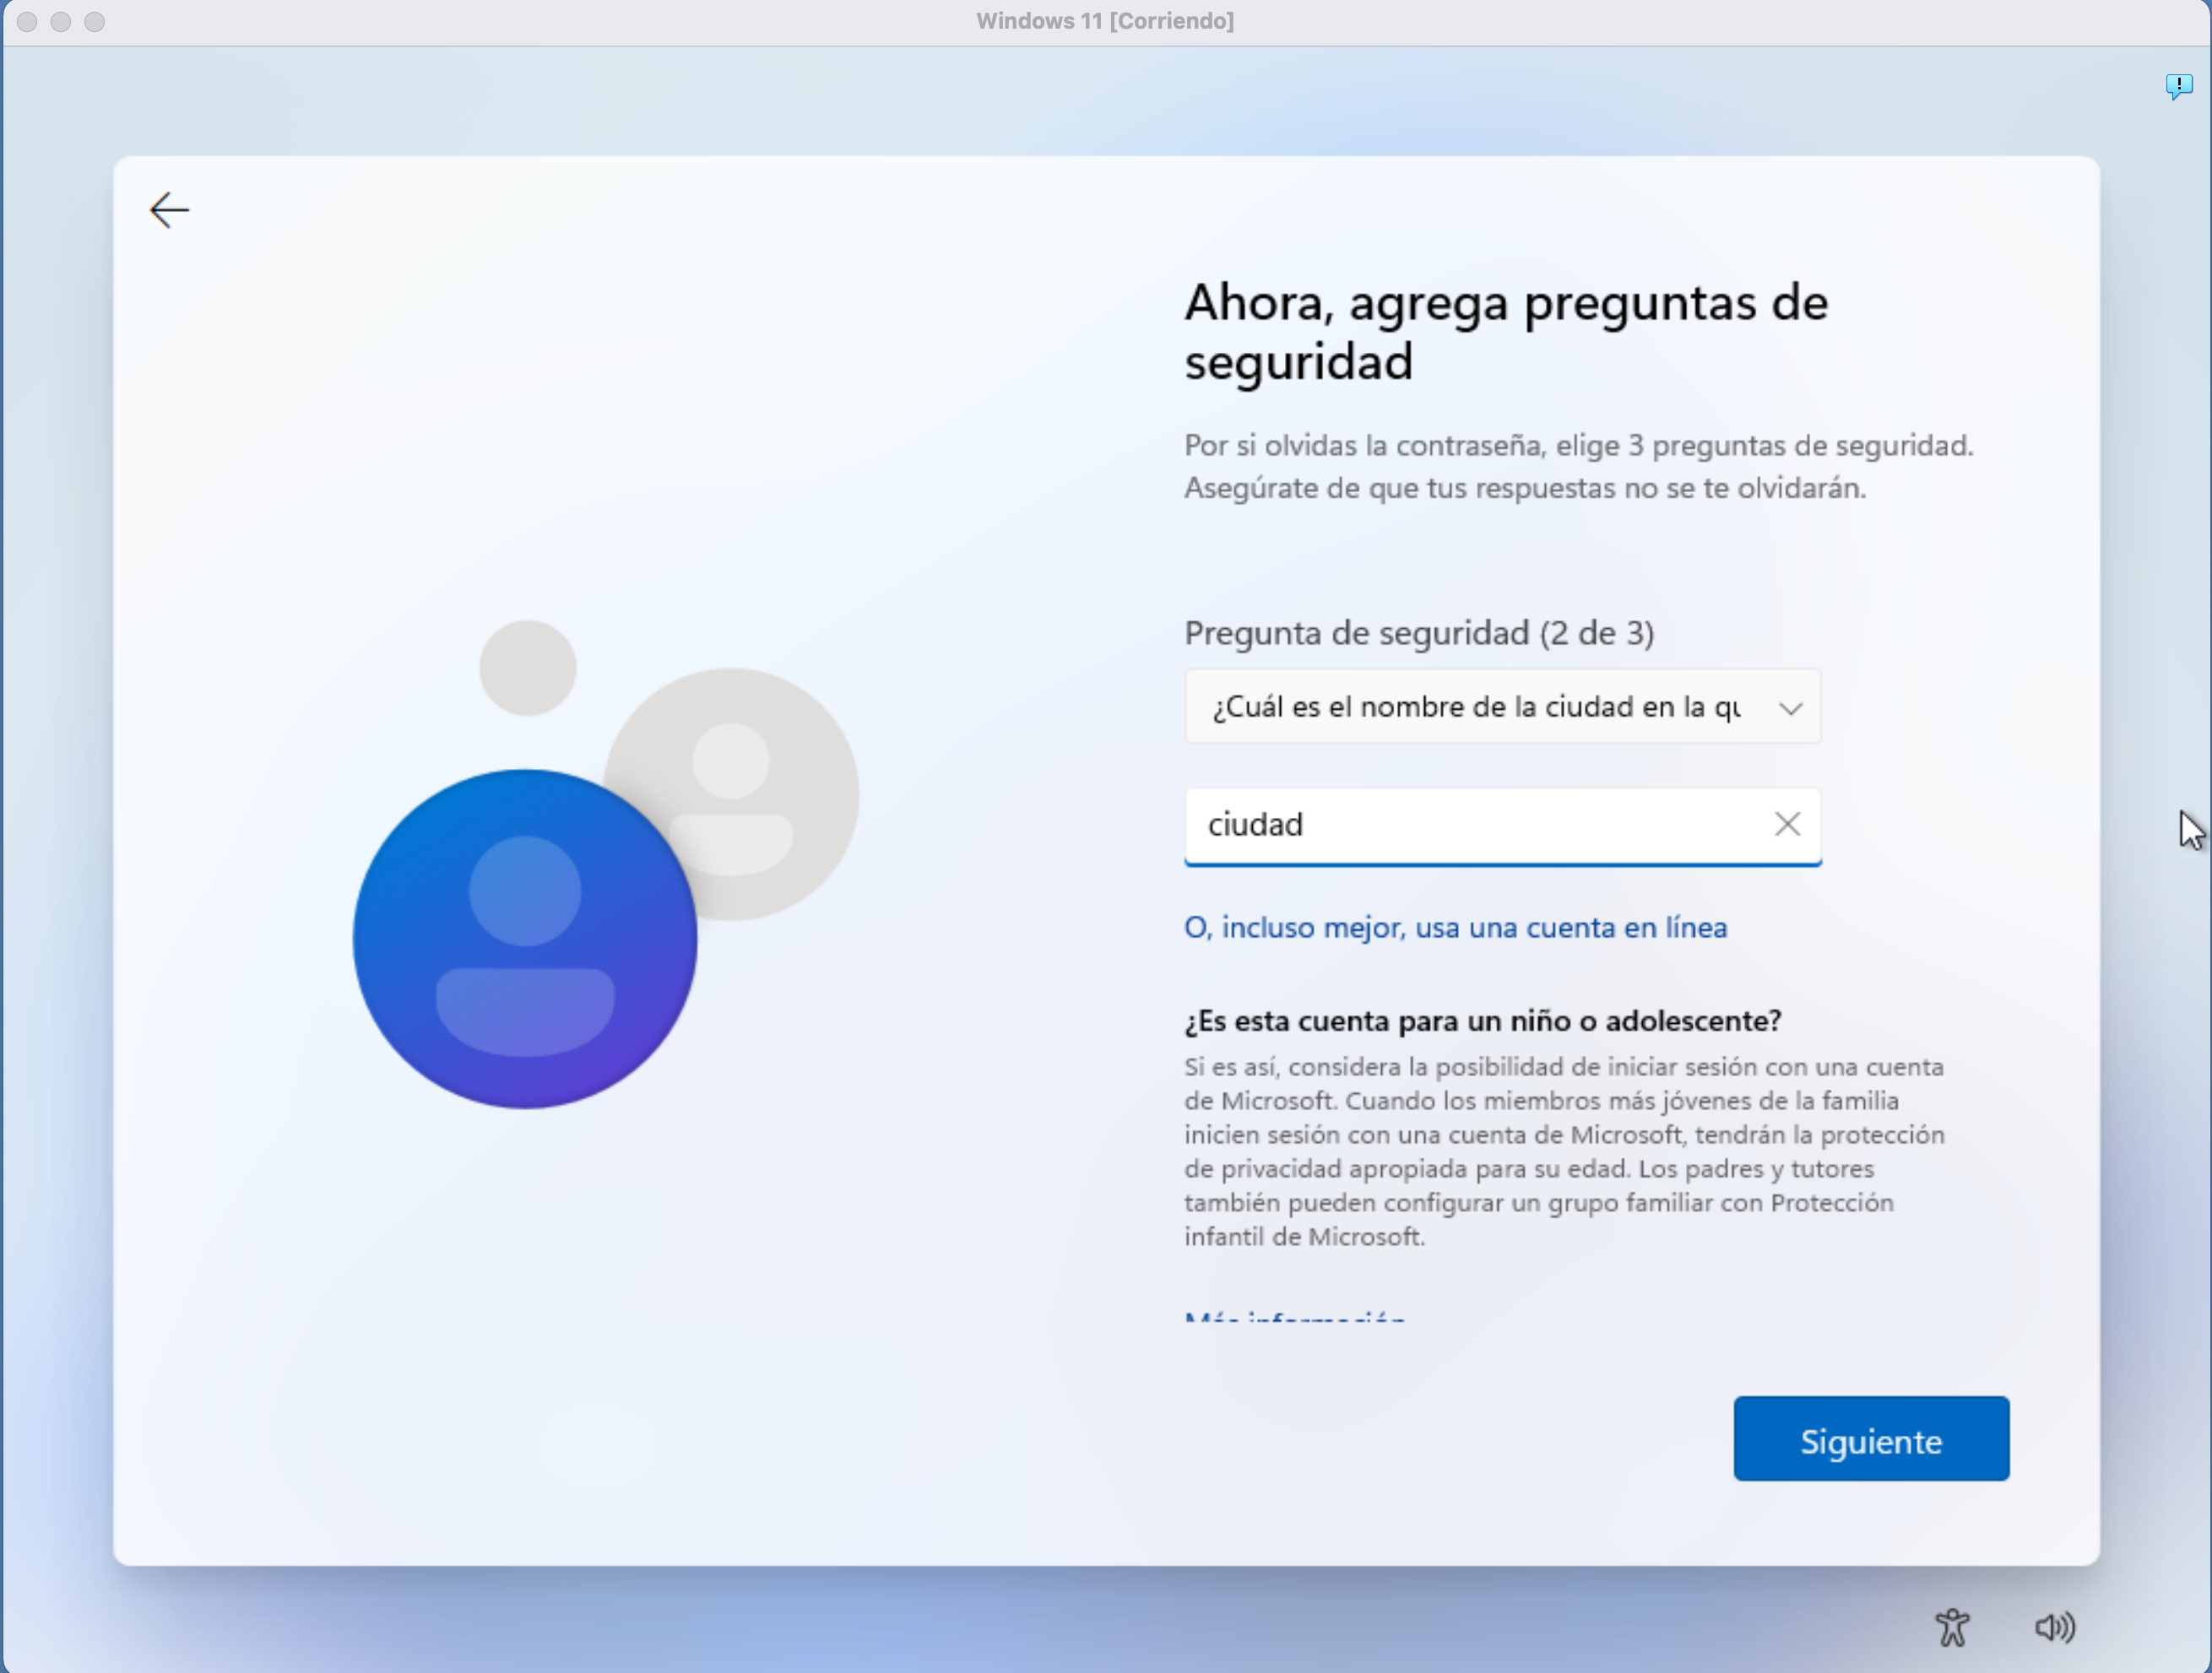 Windows 11 [Corriendo]
Ahora, agrega preguntas de
seguridad
Por si olvidas la contraseña, elige 3 preguntas de seguridad.
Asegúrate de que tus respuestas no se te olvidarán.
Pregunta de seguridad (2 de 3)
¿Cuál es el nombre de la ciudad en la qu
ciudad
O, incluso mejor, usa una cuenta en línea
¿Es esta cuenta para un niño o adolescente?
Si es así, considera la posibilidad de iniciar sesión con una cuenta
de Microsoft. Cuando los miembros más jóvenes de la familia
inicien sesión con una cuenta de Microsoft, tendrán la protección
de privacidad apropiada para su edad. Los padres y tutores
también pueden configurar un grupo familiar con Protección
infantil de Microsoft.
Más información
Siguiente